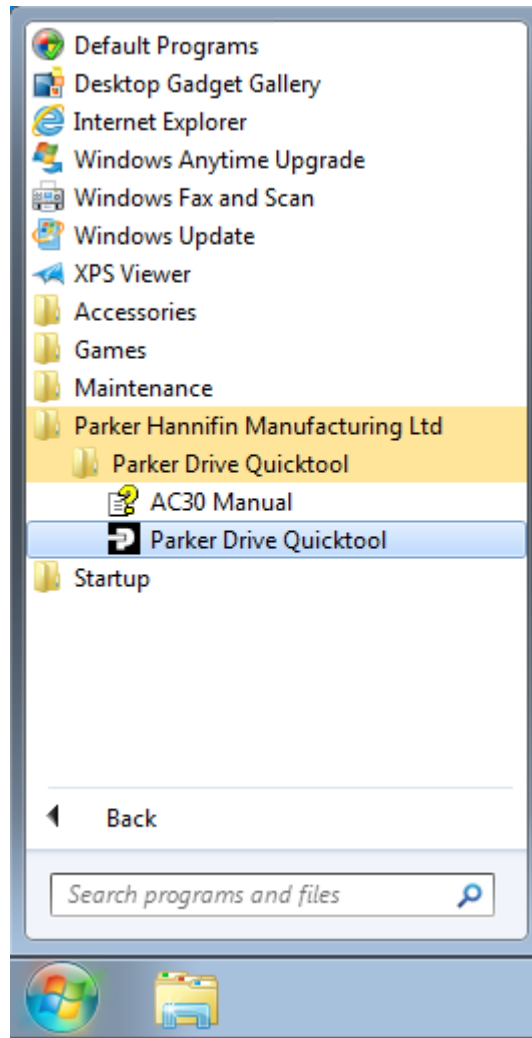 Default Programs
Desktop Gadget Gallery
Internet Explorer
Windows Anytime Upgrade
Windows Fax and Scan
Windows Update
XPS Viewer
Accessories
Games
Maintenance
Parker Hannifin Manufacturing Ltd
Parker Drive Quicktool
AC30 Manual
Parker Drive Quicktool
Startup
Back
Search programs and files